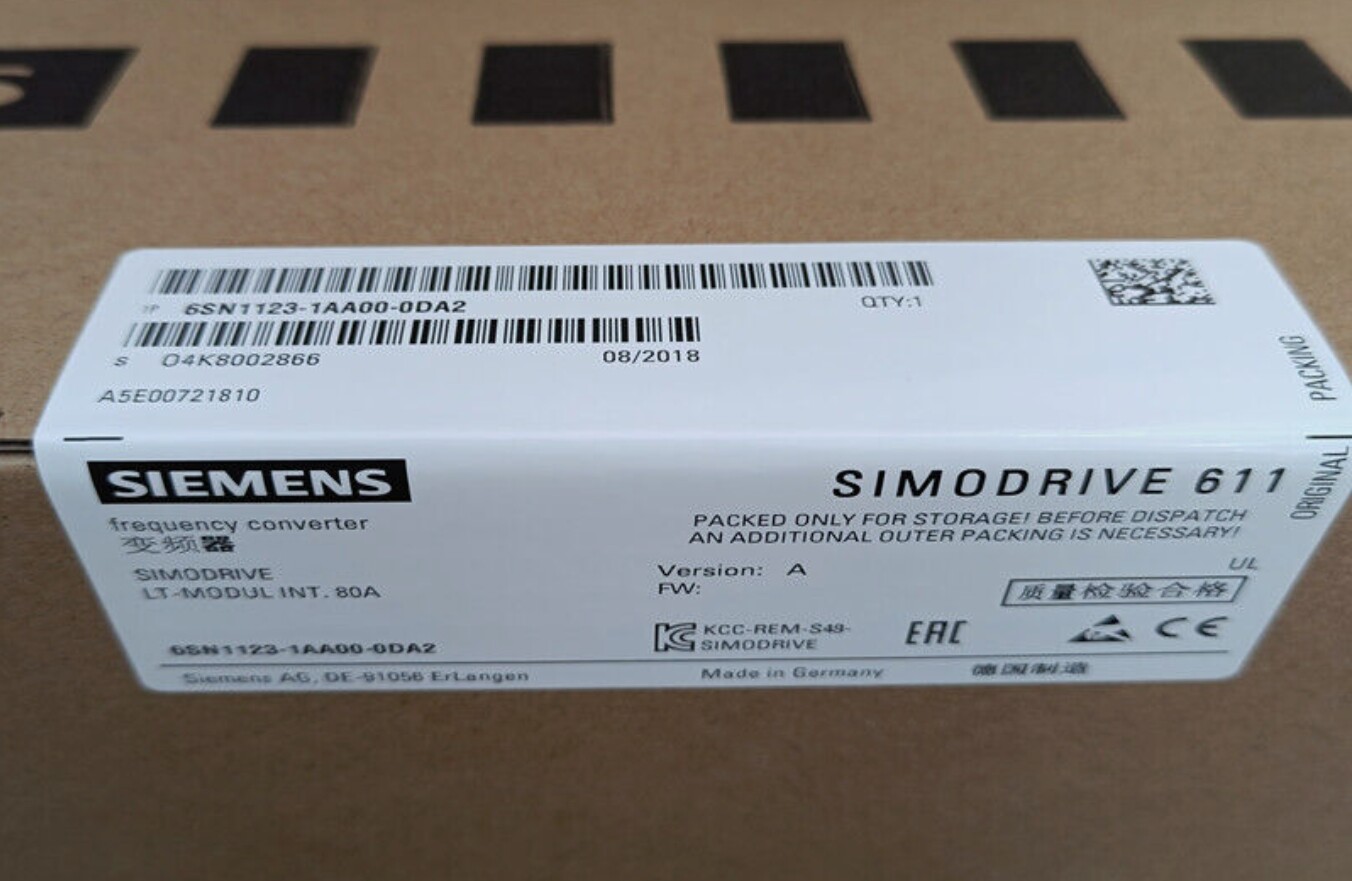 S
1P 6SN1123-1AA00-0DA2 QTY:1
S O4K8002866 08/2018
A5E00721810
PACKING
ORIGINAL
SIEMENS
SIMODRIVE 611
frequency converter
变频器
PACKED ONLY FOR STORAGE! BEFORE DISPATCH
AN ADDITIONAL OUTER PACKING IS NECESSARY!
SIMODRIVE
LT-MODUL INT. 80A
Version: A
FW:
UL
质量检验合格
6SN1123-1AA00-0DA2
KCC-REM-S49-
SIMODRIVE
EAC
CE
Siemens AG, DE-91056 ErLangen
Made in Germany
德国制造